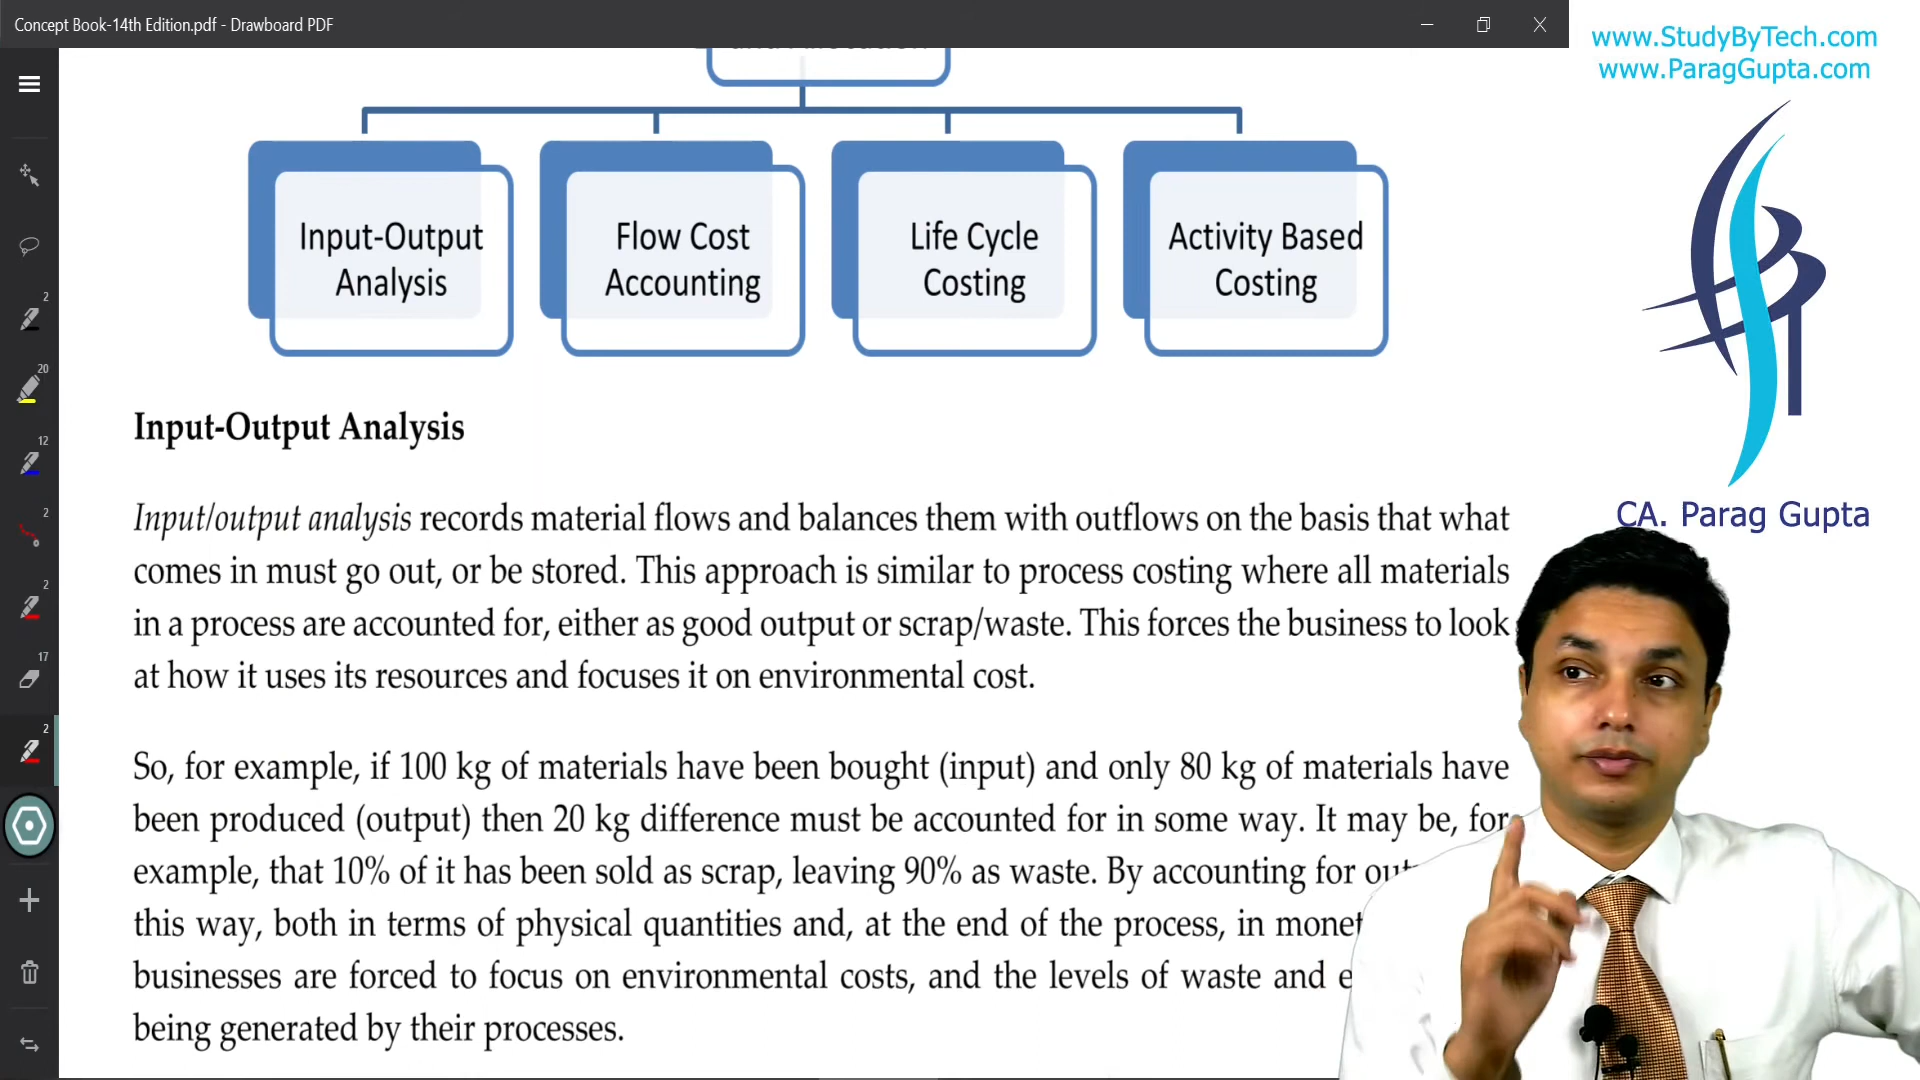 Concept Book-14th Edition.pdf - Drawboard PDF
www.StudyByTech.com
www.ParagGupta.com
Input-Output
Analysis
Flow Cost
Accounting
Life Cycle
Costing
Activity Based
Costing
CA. Parag Gupta
2
20
12
2
2
17
2
Input-Output Analysis
Input/output analysis records material flows and balances them with outflows on the basis that what
comes in must go out, or be stored. This approach is similar to process costing where all materials
in a process are accounted for, either as good output or scrap/waste. This forces the business to look
at how it uses its resources and focuses it on environmental cost.
So, for example, if 100 kg of materials have been bought (input) and only 80 kg of materials have
been produced (output) then 20 kg difference must be accounted for in some way. It may be, for
example, that 10% of it has been sold as scrap, leaving 90% as waste. By accounting for
this way, both in terms of physical quantities and, at the end of the process, in
businesses are forced to focus on environmental costs, and the levels of waste and
being generated by their processes.